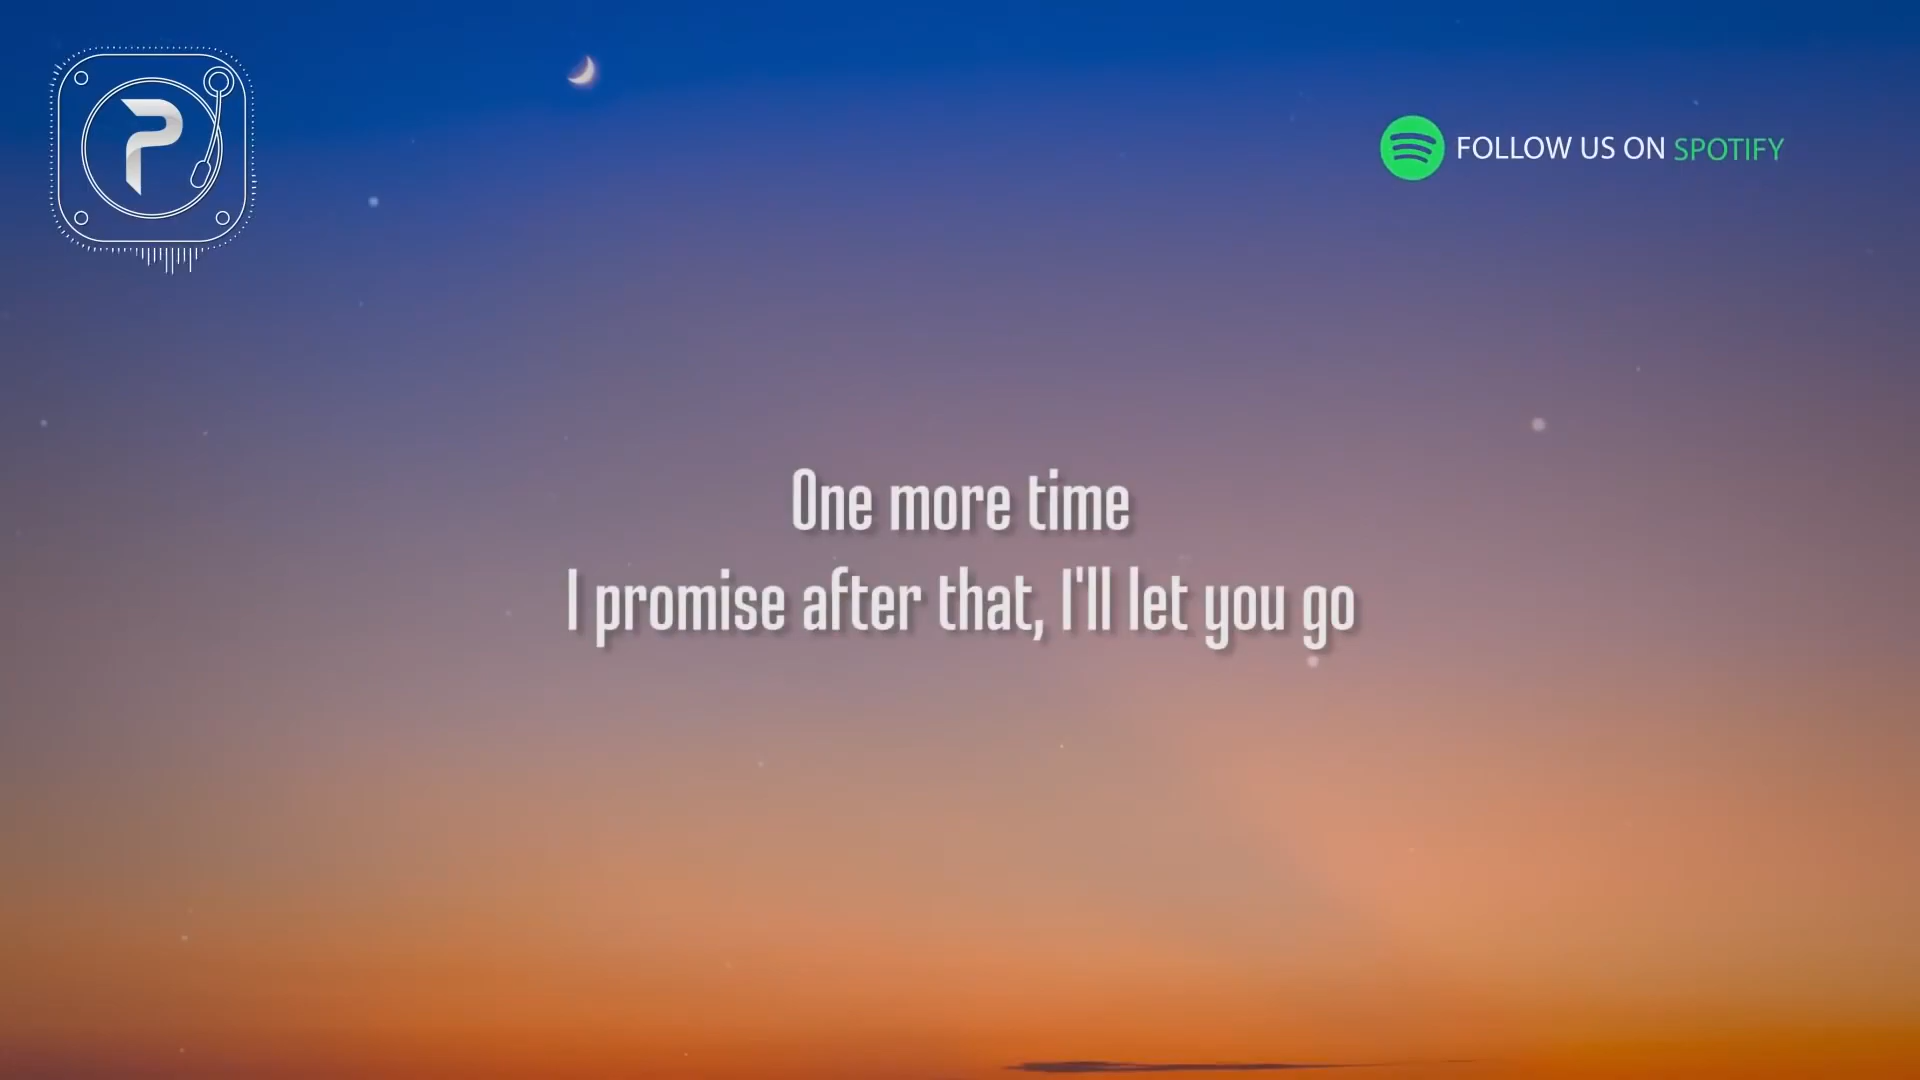 P
FOLLOW US ON SPOTIFY
One more time
I promise after that, I'll let you go